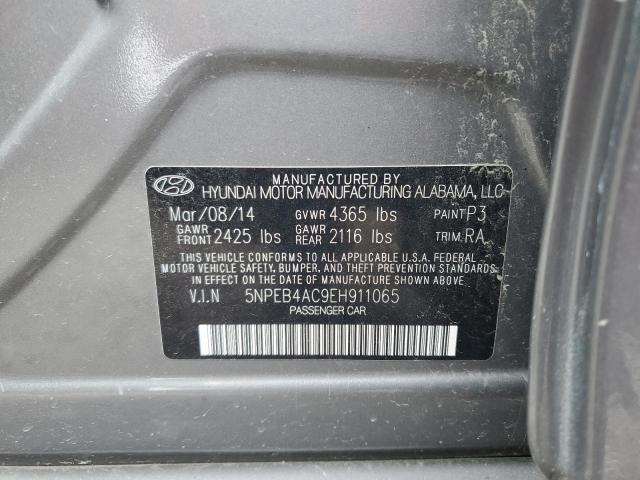 MANUFACTURED BY
HYUNDAI MOTOR MANUFACTURING ALABAMA, LLC
Mar/08/14 GVWR 4365 lbs PAINT P3
GAWR FRONT 2425 lbs GAWR REAR 2116 lbs TRIM. RA
THIS VEHICLE CONFORMS TO ALL APPLICABLE U.S.A. FEDERAL
MOTOR VEHICLE SAFETY, BUMPER, AND THEFT PREVENTION STANDARDS
IN EFFECT ON THE DATE OF MANUFACTURE SHOWN ABOVE.
V.I.N 5NPEB4AC9EH911065
PASSENGER CAR